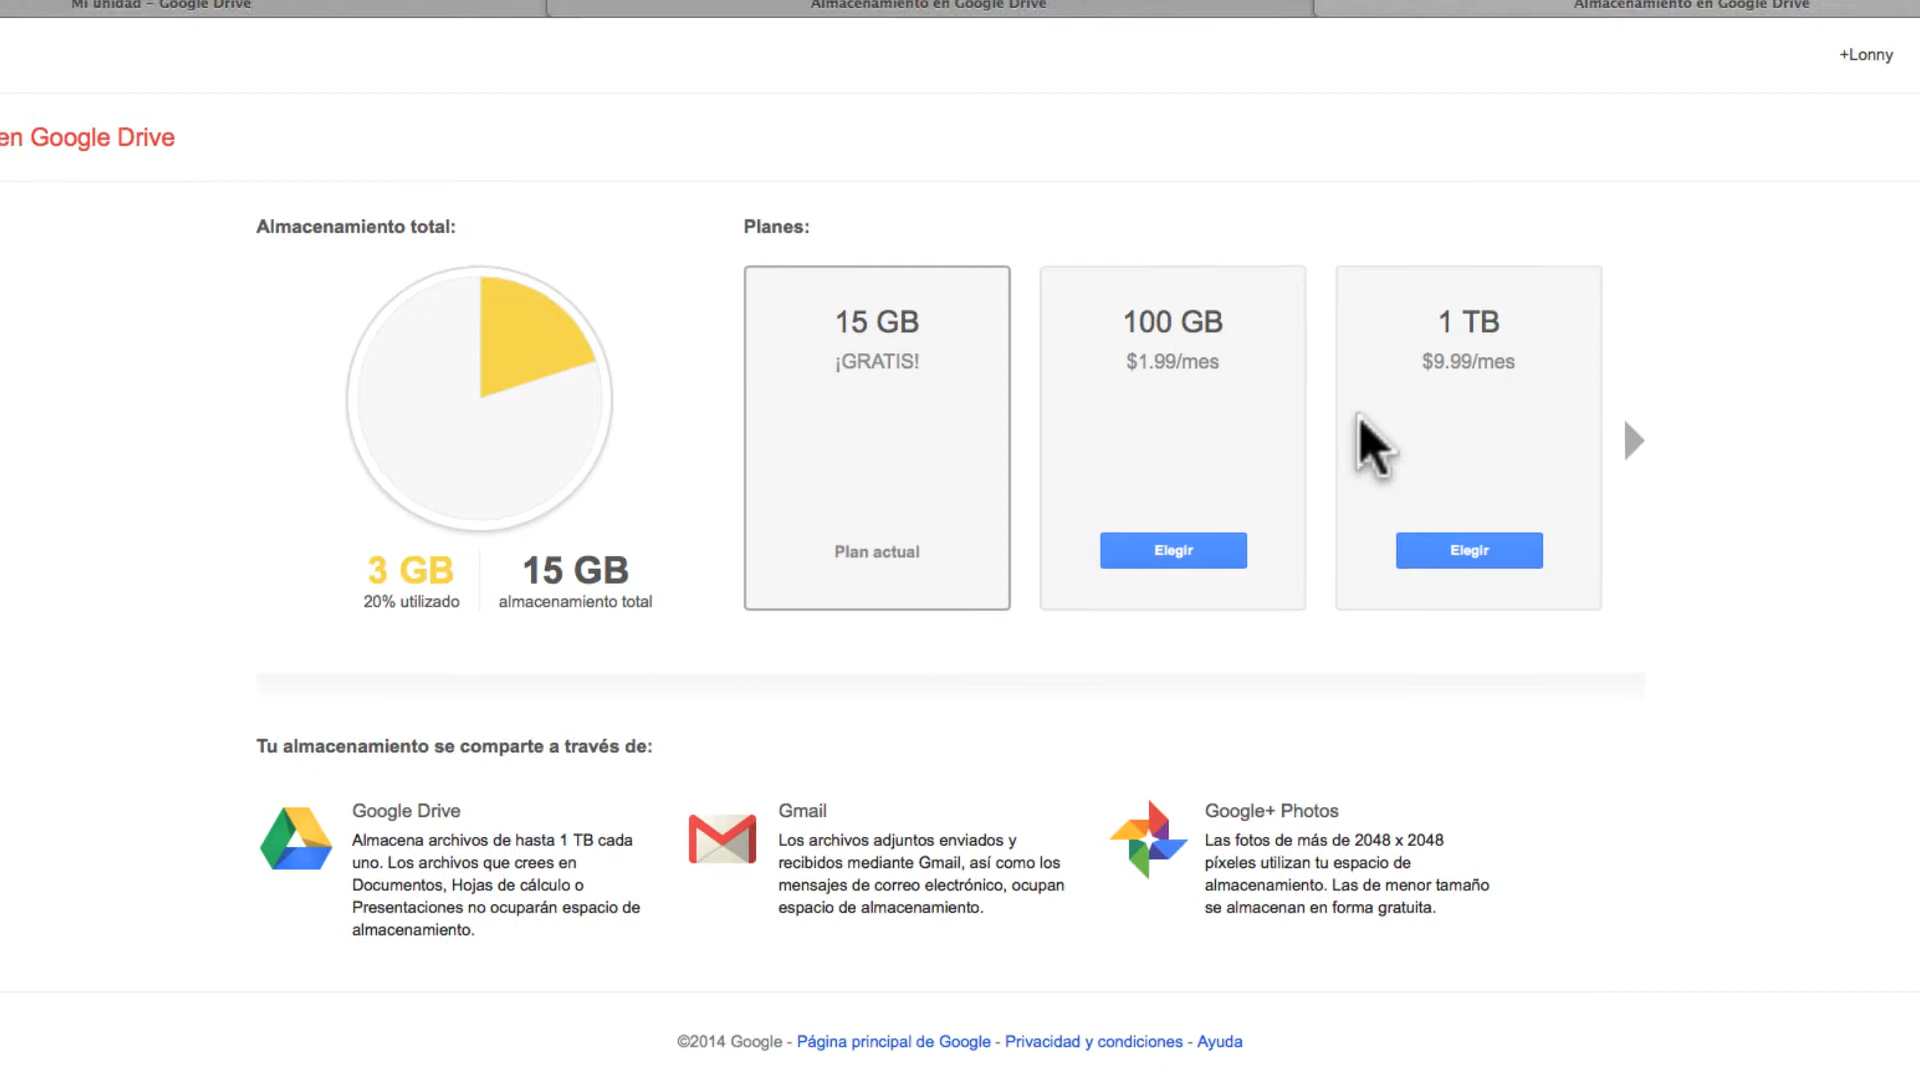 Mi unidad - Google Drive
Almacenamiento en Google Drive
Almacenamiento en Google Drive
+Lonny
en Google Drive
Almacenamiento total:
Planes:
15 GB
¡GRATIS!
Plan actual
100 GB
$1.99/mes
Elegir
1 TB
$9.99/mes
Elegir
3 GB
20% utilizado
15 GB
almacenamiento total
Tu almacenamiento se comparte a través de:
Google Drive
Almacena archivos de hasta 1 TB cada
uno. Los archivos que crees en
Documentos, Hojas de cálculo o
Presentaciones no ocuparán espacio de
almacenamiento.
Gmail
Los archivos adjuntos enviados y
recibidos mediante Gmail, así como los
mensajes de correo electrónico, ocupan
espacio de almacenamiento.
Google+ Photos
Las fotos de más de 2048 x 2048
píxeles utilizan tu espacio de
almacenamiento. Las de menor tamaño
se almacenan en forma gratuita.
©2014 Google - Página principal de Google - Privacidad y condiciones - Ayuda